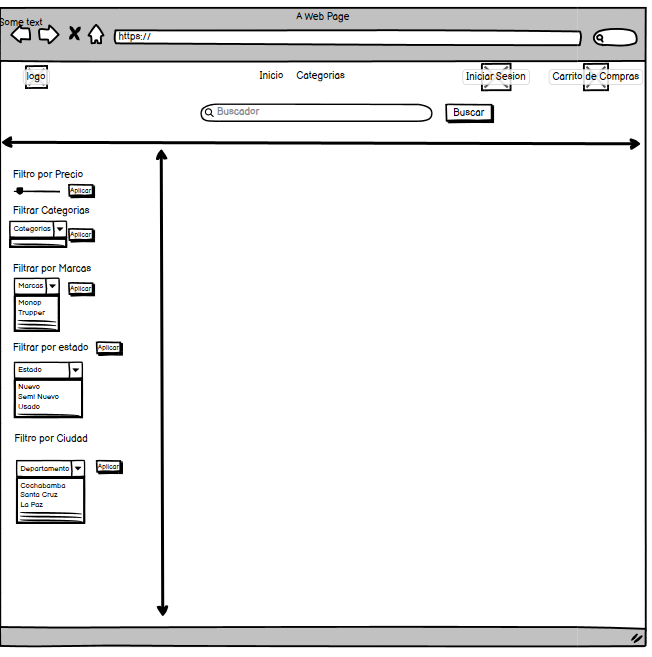 A Web Page
Some text
https://
logo
Inicio Categorias
Iniciar Sesion
Carrito de Compras
Buscador
Buscar
Filtro por Precio
Aplicar
Filtrar Categorias
Categorias
Aplicar
Filtrar por Marcas
Marcas
Aplicar
Monop
Trupper
Filtrar por estado
Aplicar
Estado
Nuevo
Semi Nuevo
Usado
Filtro por Ciudad
Departamento
Aplicar
Cochabamba
Santa Cruz
La Paz